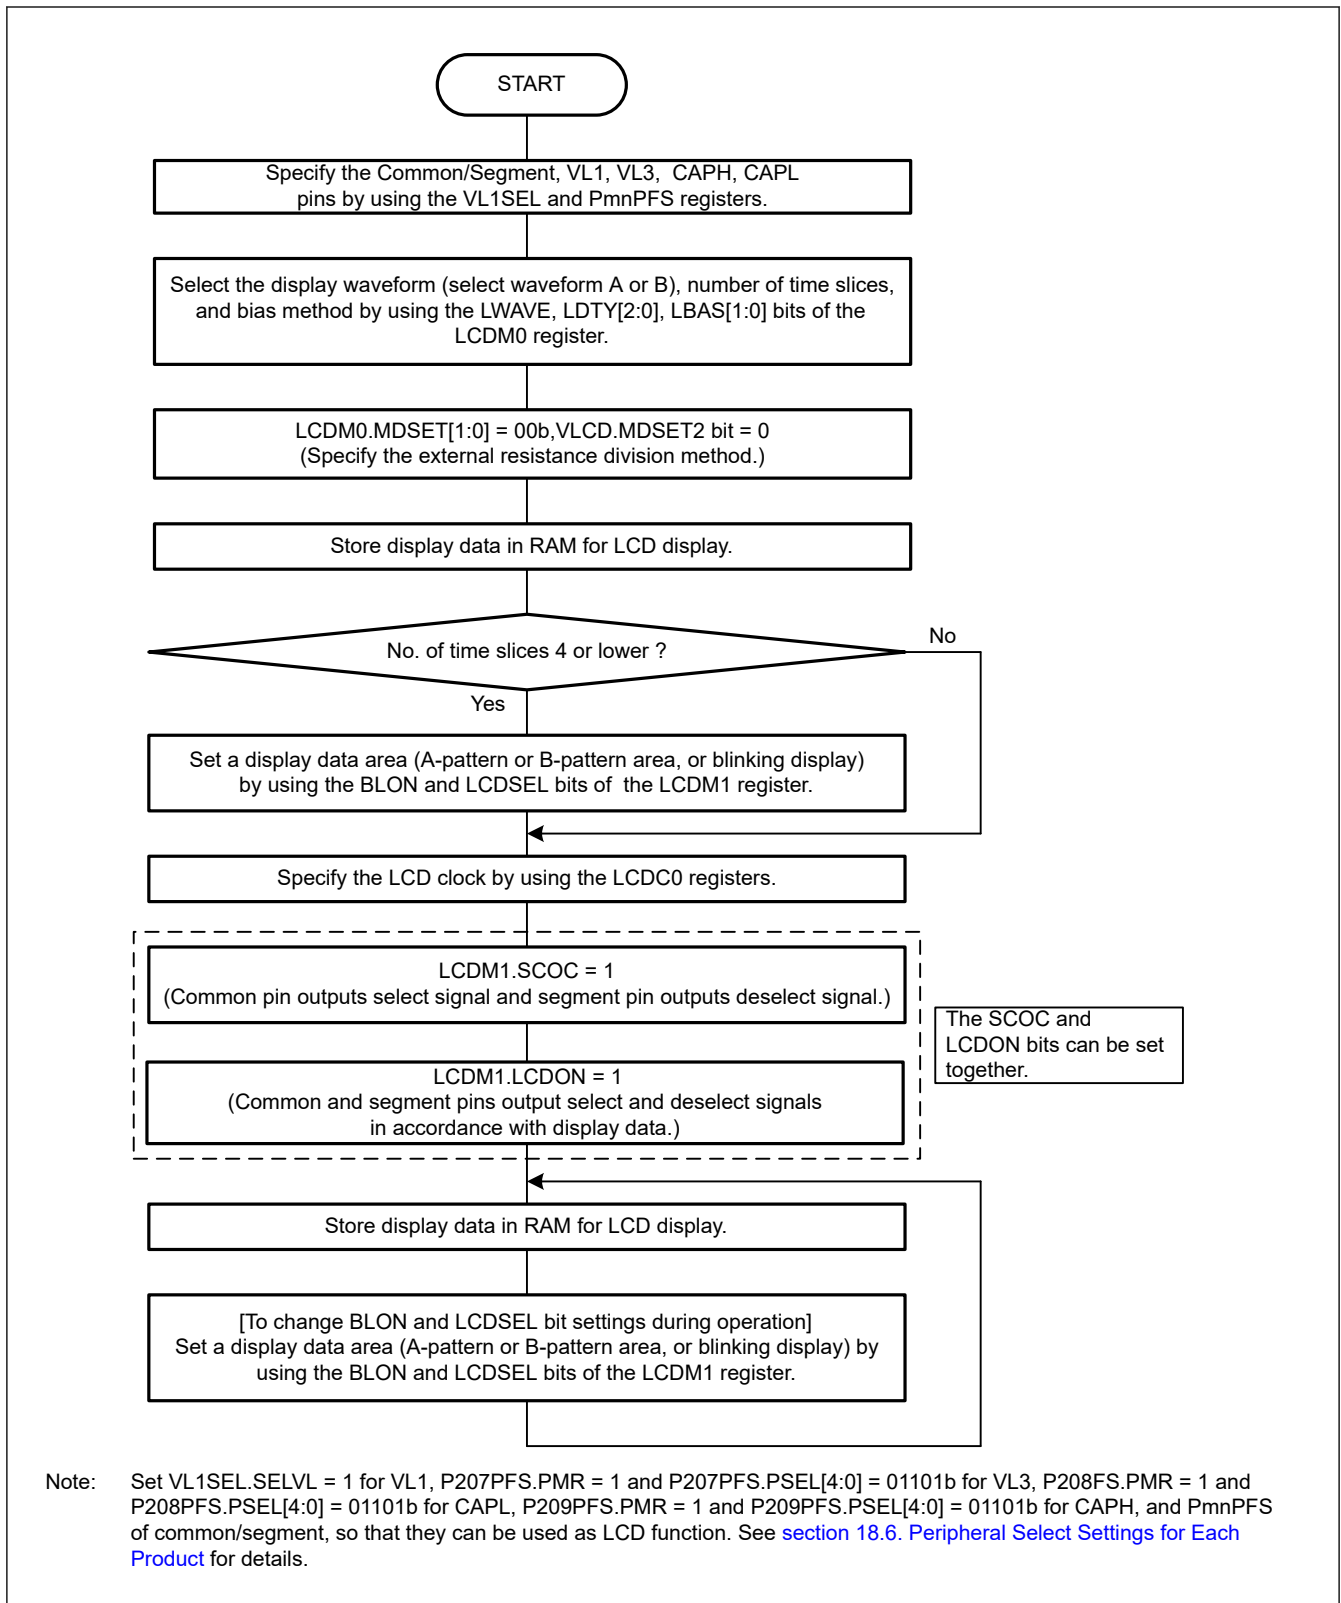 START
Specify the Common/Segment, VL1, VL3, CAPH, CAPL
pins by using the VL1SEL and PmnPFS registers.
Select the display waveform (select waveform A or B), number of time slices,
and bias method by using the LWAVE, LDTY[2:0], LBAS[1:0] bits of the
LCDM0 register.
LCDM0.MDSET[1:0] = 00b,VLCD.MDSET2 bit = 0
(Specify the external resistance division method.)
Store display data in RAM for LCD display.
No. of time slices 4 or lower ?
No
Yes
Set a display data area (A-pattern or B-pattern area, or blinking display)
by using the BLON and LCDSEL bits of the LCDM1 register.
Specify the LCD clock by using the LCDC0 registers.
LCDM1.SCOC = 1
(Common pin outputs select signal and segment pin outputs deselect signal.)
The SCOC and
LCDON bits can be set
together.
LCDM1.LCDON = 1
(Common and segment pins output select and deselect signals
in accordance with display data.)
Store display data in RAM for LCD display.
[To change BLON and LCDSEL bit settings during operation]
Set a display data area (A-pattern or B-pattern area, or blinking display) by
using the BLON and LCDSEL bits of the LCDM1 register.
Note: Set VL1SEL.SELVL = 1 for VL1, P207PFS.PMR = 1 and P207PFS.PSEL[4:0] = 01101b for VL3, P208FS.PMR = 1 and
P208PFS.PSEL[4:0] = 01101b for CAPL, P209PFS.PMR = 1 and P209PFS.PSEL[4:0] = 01101b for CAPH, and PmnPFS
of common/segment, so that they can be used as LCD function. See section 18.6. Peripheral Select Settings for Each
Product for details.